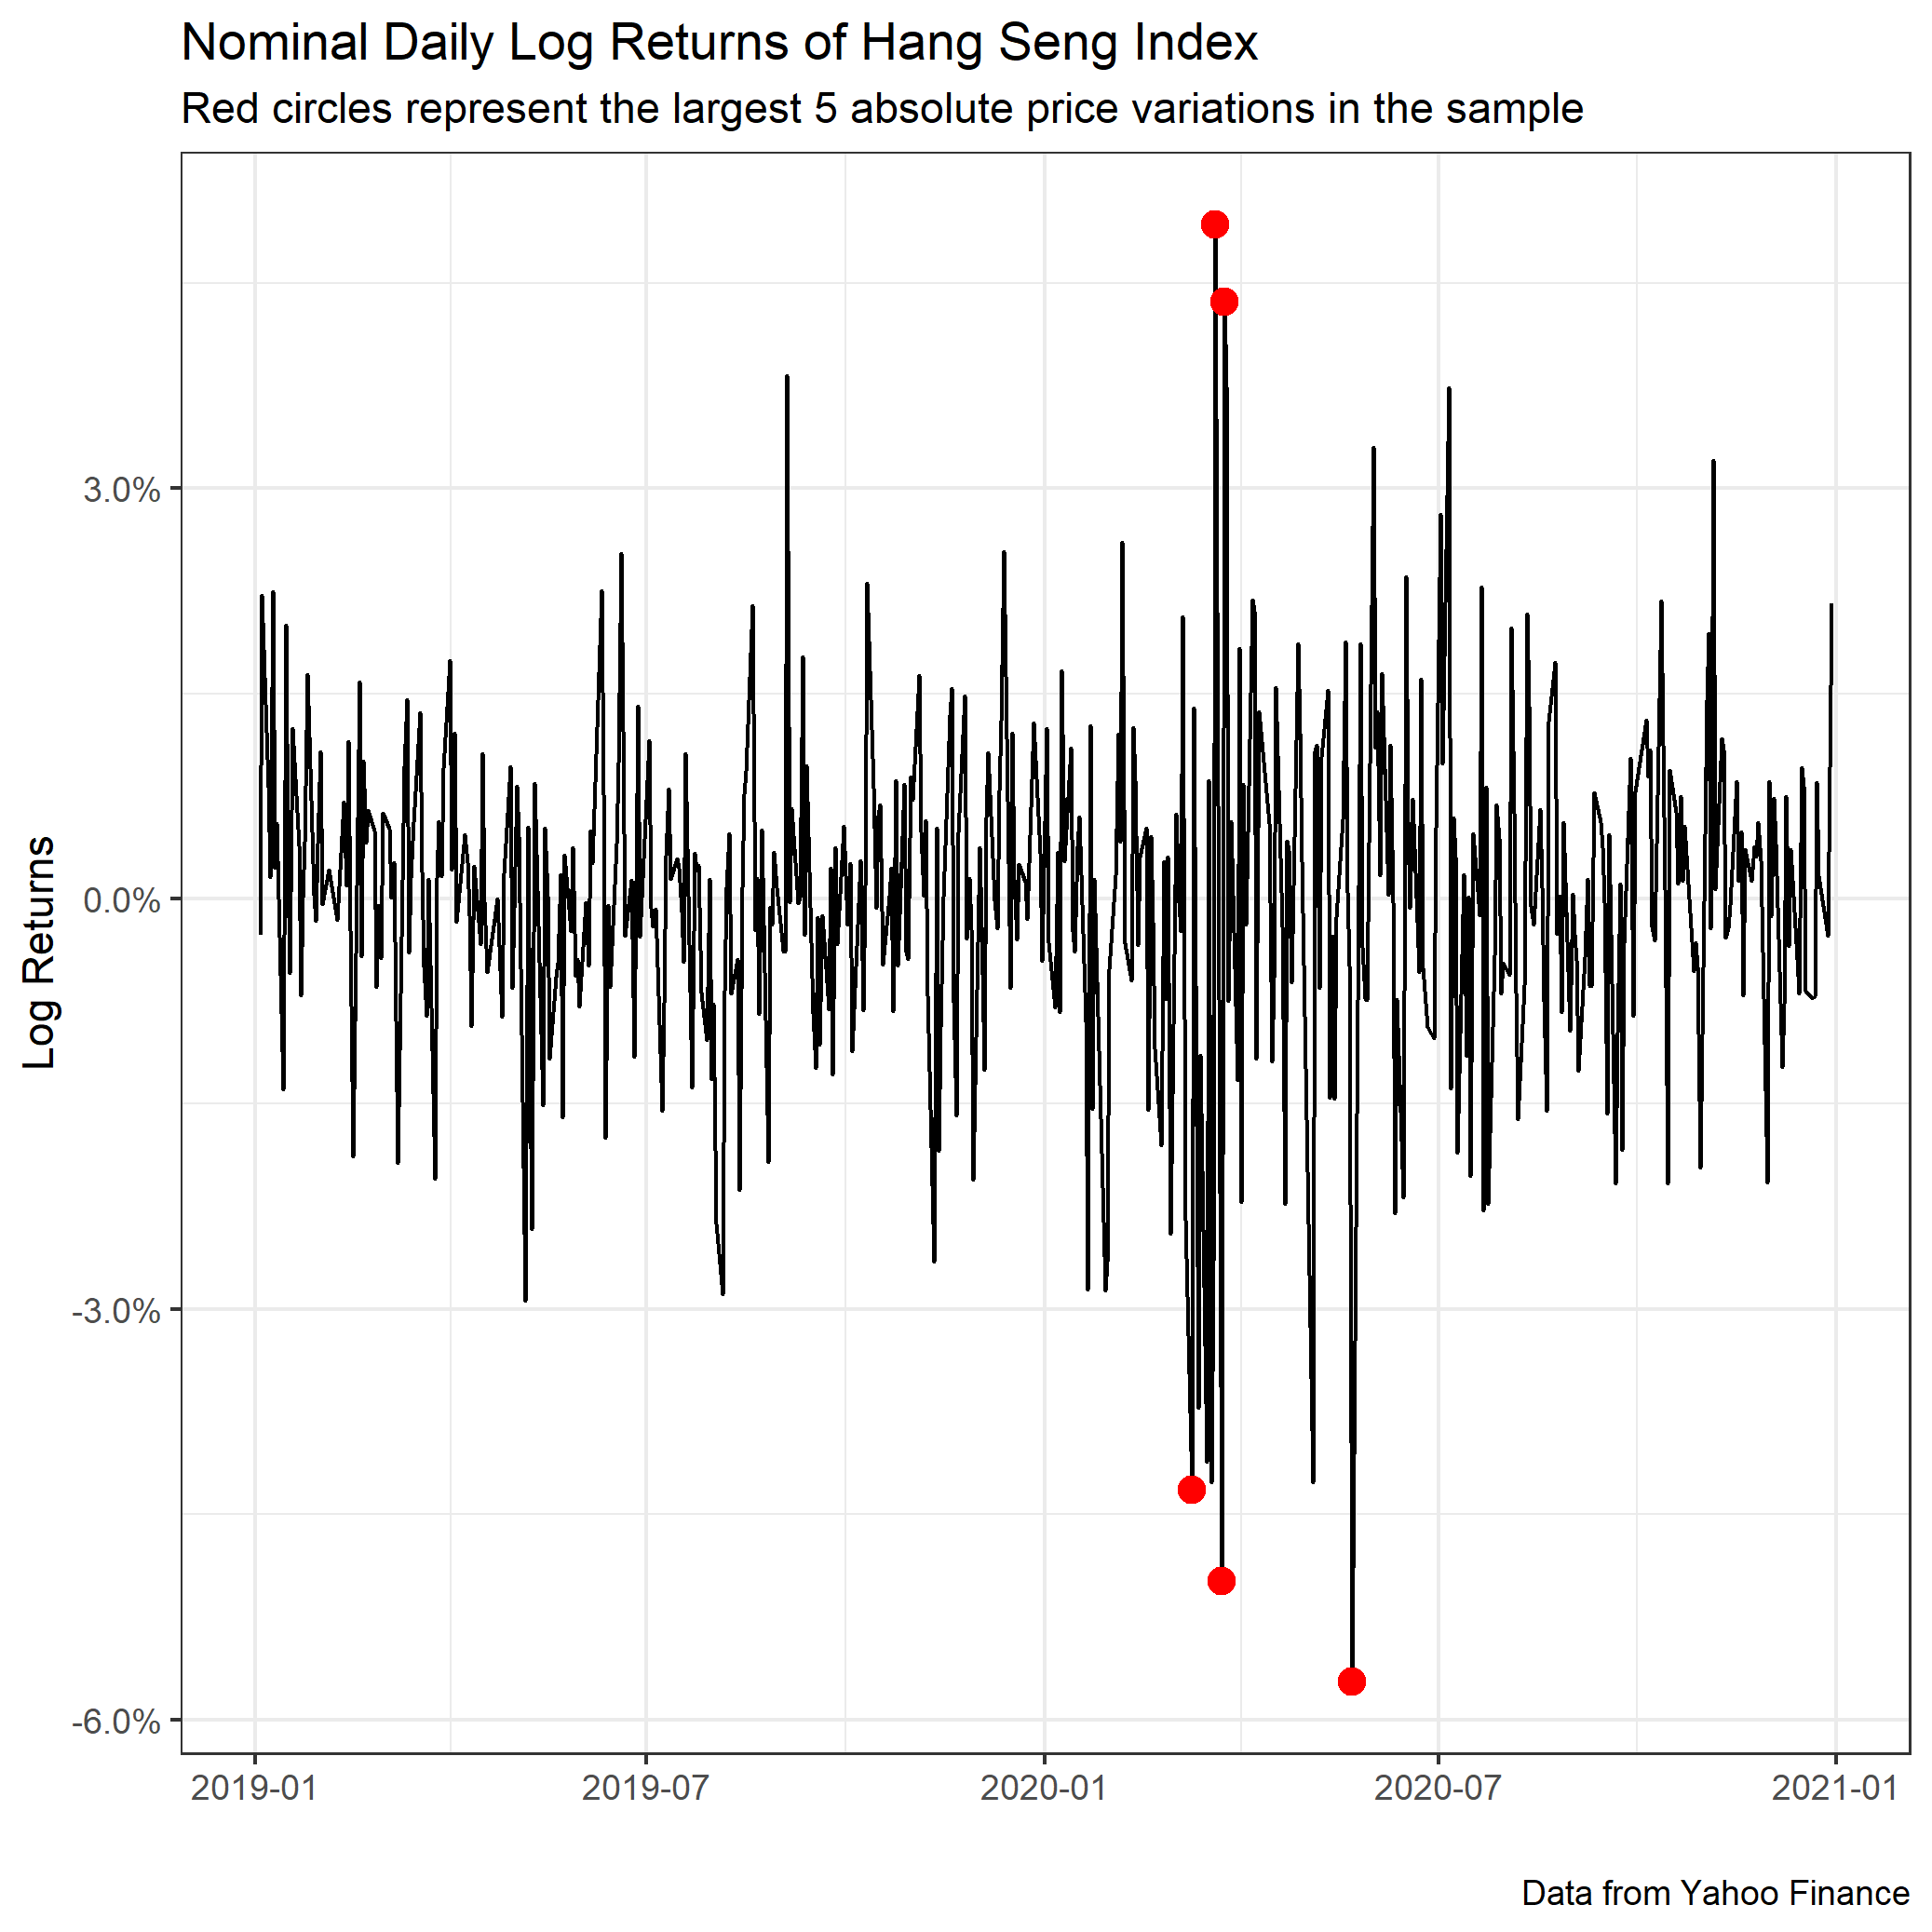 Nominal Daily Log Returns of Hang Seng Index
Red circles represent the largest 5 absolute price variations in the sample
Log Returns
3.0%
0.0%
-3.0%
-6.0%
2019-01
2019-07
2020-01
2020-07
2021-01
Data from Yahoo Finance